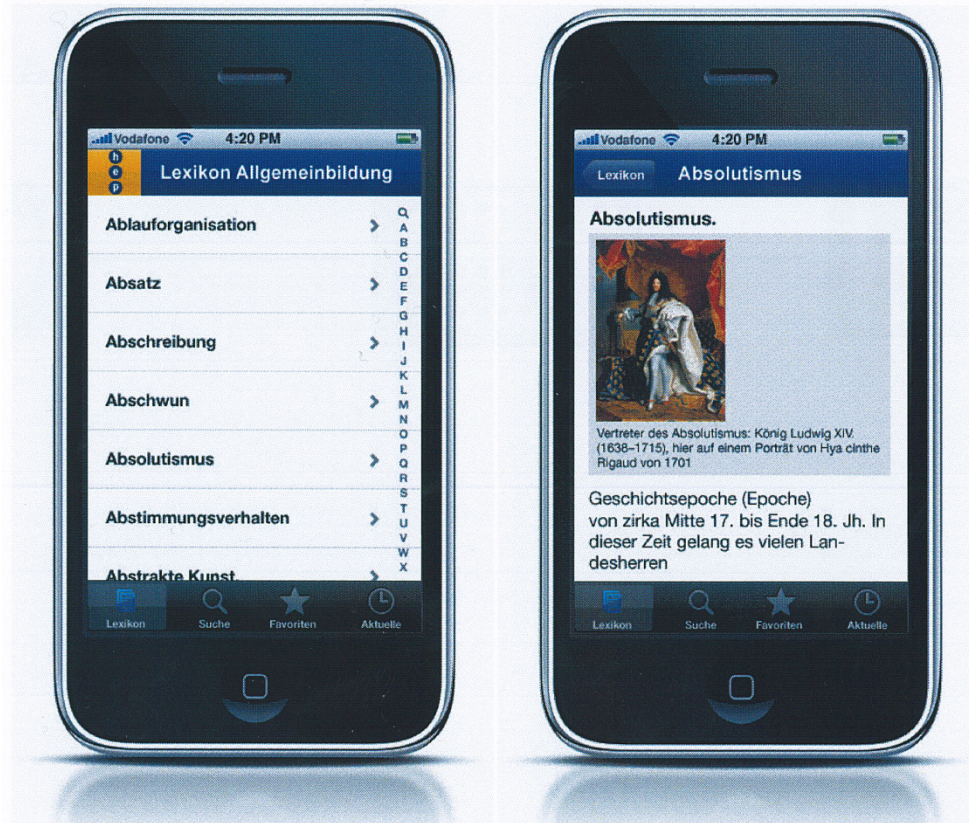 Vodafone 4:20 PM
h
e
p
Lexikon Allgemeinbildung
Ablauforganisation
Absatz
Abschreibung
Abschwun
Absolutismus
Abstimmungsverhalten
Abstrakte Kunst.
A
B
C
D
E
F
G
H
I
J
K
L
M
N
O
P
Q
R
S
T
U
V
W
X
Lexikon Suche Favoriten Aktuelle
Vodafone 4:20 PM
Lexikon Absolutismus
Absolutismus.
Vertreter des Absolutismus: König Ludwig XIV.
(1638–1715), hier auf einem Porträt von Hya cinthe
Rigaud von 1701
Geschichtsepoche (Epoche)
von zirka Mitte 17. bis Ende 18. Jh. In
dieser Zeit gelang es vielen Lan-
desherren
Lexikon Suche Favoriten Aktuelle